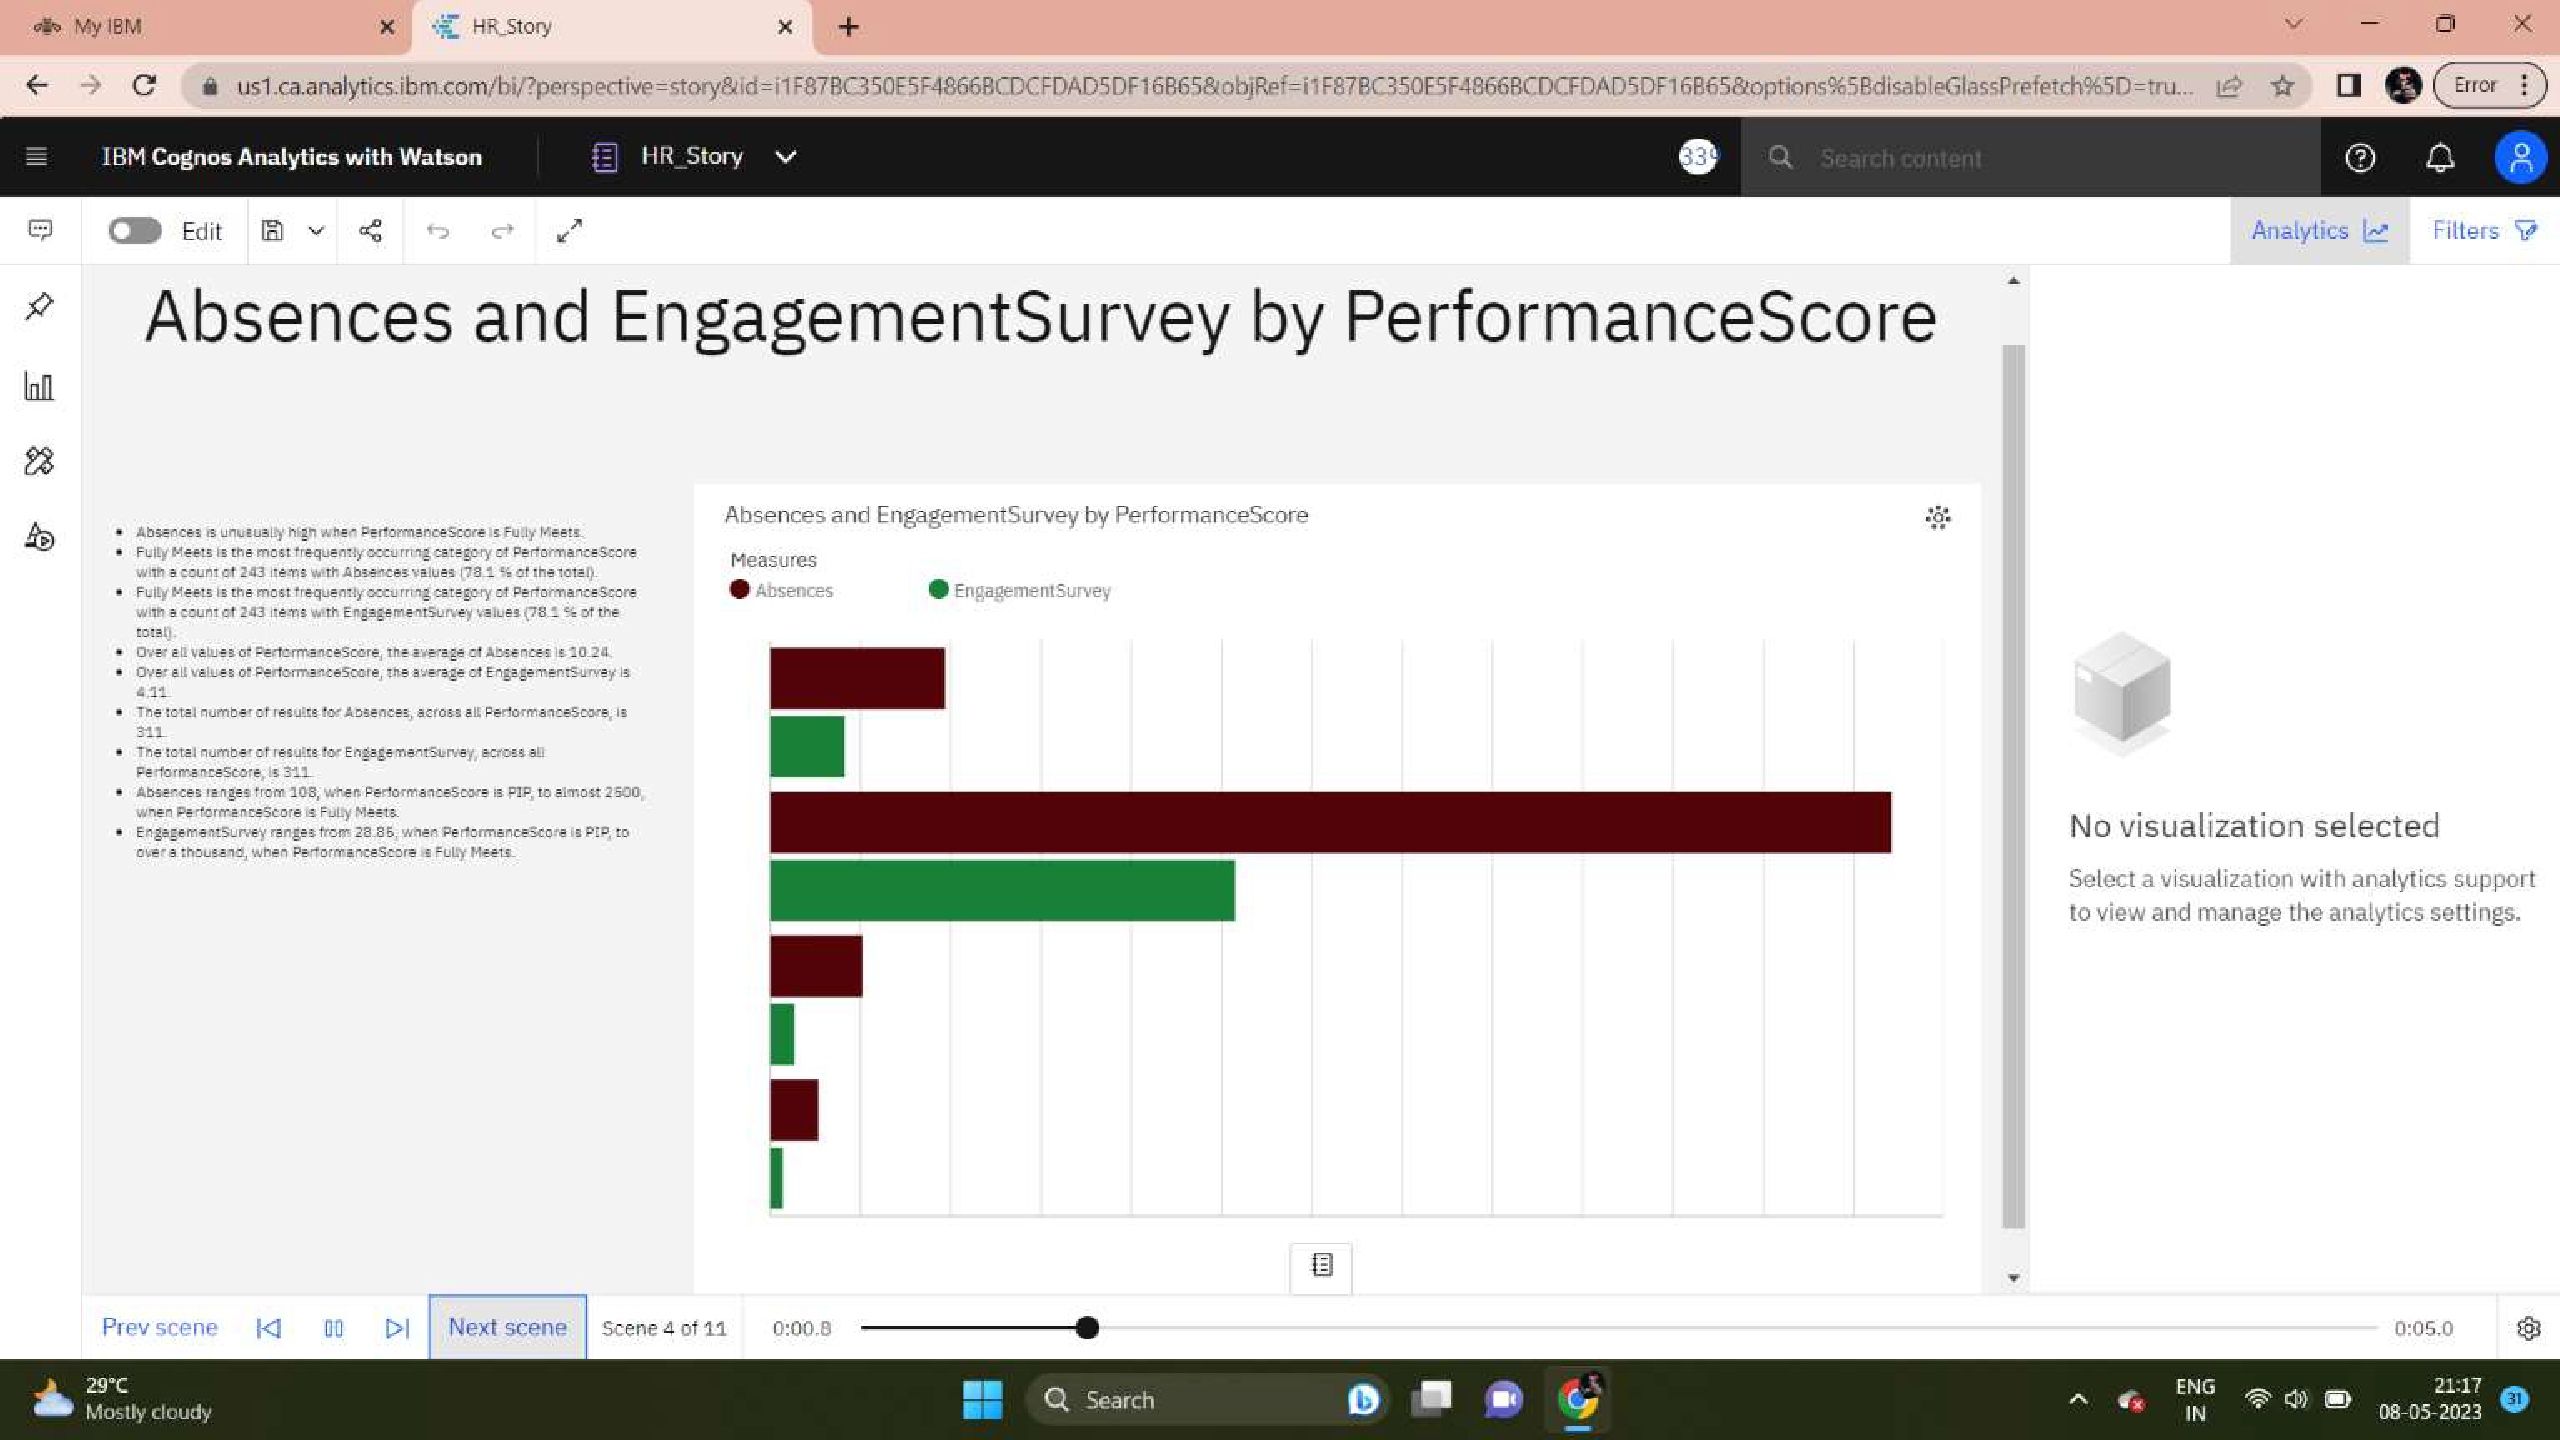 My IBM
HR_Story
us1.ca.analytics.ibm.com/bi/?perspective=story&id=i1F87BC350E5F4866BCDCFDAD5DF16B65&objRef=i1F87BC350E5F4866BCDCFDAD5DF16B65&options%5BdisableGlassPrefetch%5D=tru...
Error
IBM Cognos Analytics with Watson
HR_Story
339
Search content
Edit
Analytics
Filters
Absences and EngagementSurvey by PerformanceScore
• Absences is unusually high when PerformanceScore is Fully Meets.
• Fully Meets is the most frequently occurring category of PerformanceScore
with a count of 243 items with Absences values (78.1 % of the total).
• Fully Meets is the most frequently occurring category of PerformanceScore
with a count of 243 items with EngagementSurvey values (78.1 % of the
total).
• Over all values of PerformanceScore, the average of Absences is 10.24.
• Over all values of PerformanceScore, the average of EngagementSurvey is
4.11.
• The total number of results for Absences, across all PerformanceScore, is
311.
• The total number of results for EngagementSurvey, across all
PerformanceScore, is 311.
• Absences ranges from 108, when PerformanceScore is PIP, to almost 2500,
when PerformanceScore is Fully Meets.
• EngagementSurvey ranges from 28.86, when PerformanceScore is PIP, to
over a thousand, when PerformanceScore is Fully Meets.
Absences and EngagementSurvey by PerformanceScore
Measures
Absences
EngagementSurvey
No visualization selected
Select a visualization with analytics support
to view and manage the analytics settings.
Prev scene
Next scene
Scene 4 of 11
0:00.8
0:05.0
29°C
Mostly cloudy
Search
ENG
IN
21:17
08-05-2023
31